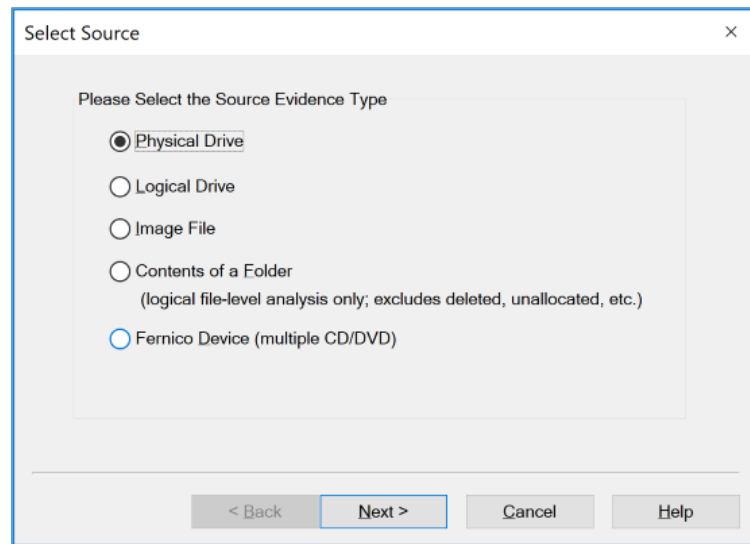 Select Source
Please Select the Source Evidence Type
Physical Drive
Logical Drive
Image File
Contents of a Folder
(logical file-level analysis only; excludes deleted, unallocated, etc.)
Fernico Device (multiple CD/DVD)
< Back Next > Cancel Help